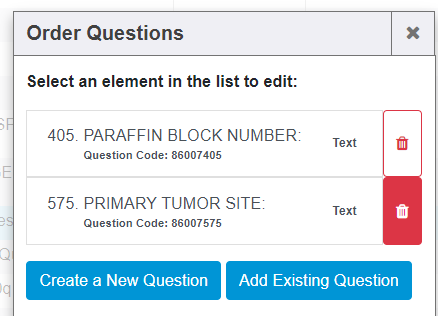 Order Questions
Select an element in the list to edit:
405. PARAFFIN BLOCK NUMBER:
Question Code: 86007405
Text
575. PRIMARY TUMOR SITE:
Question Code: 86007575
Text
Create a New Question
Add Existing Question